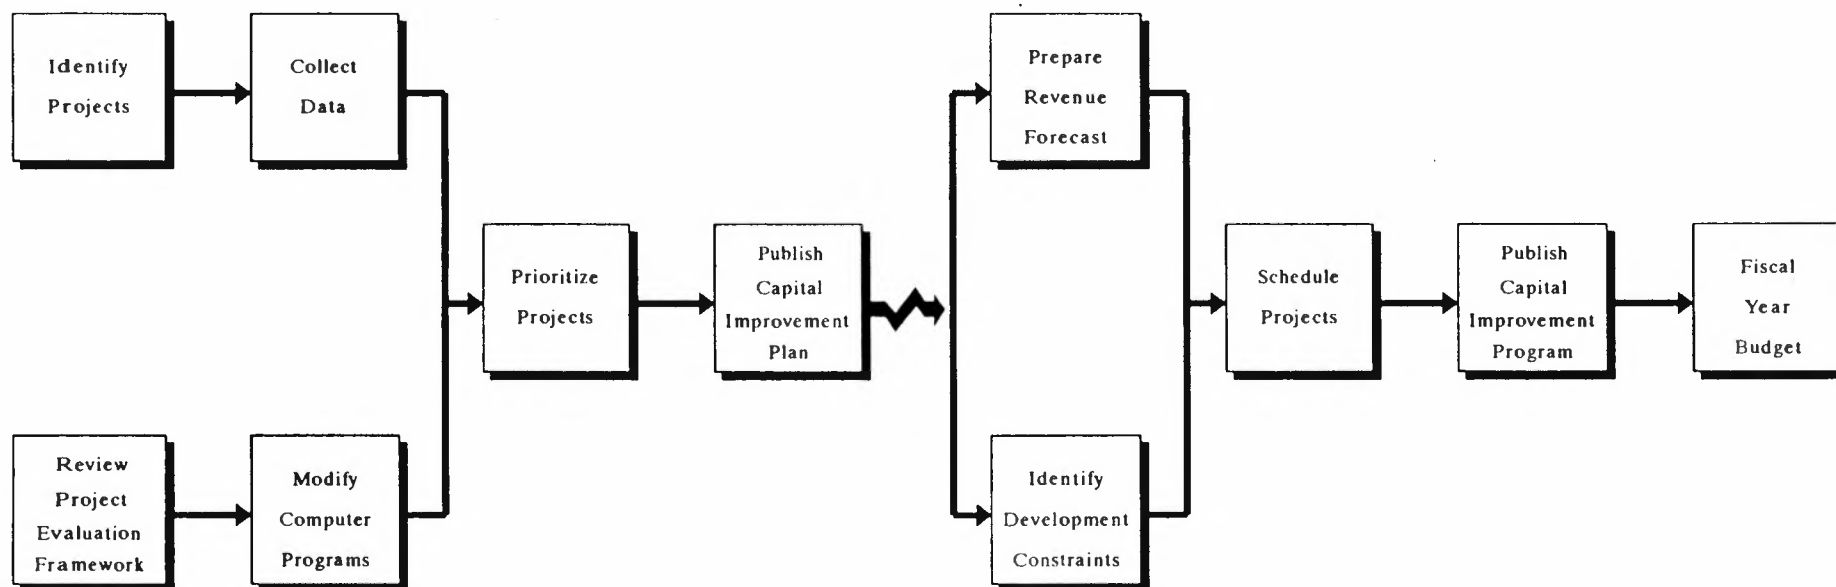 Identify
Projects
Collect
Data
Review
Project
Evaluation
Framework
Modify
Computer
Programs
Prioritize
Projects
Publish
Capital
Improvement
Plan
Prepare
Revenue
Forecast
Identify
Development
Constraints
Schedule
Projects
Publish
Capital
Improvement
Program
Fiscal
Year
Budget